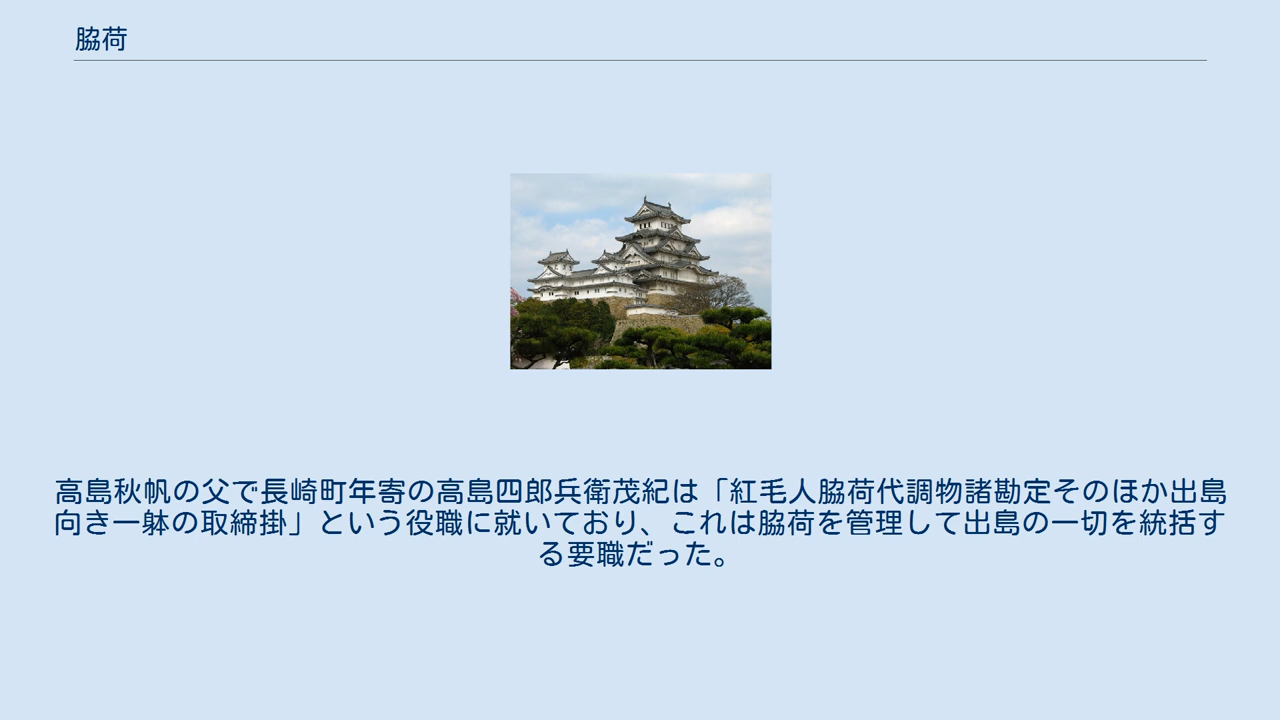 脇荷
高島秋帆の父で長崎町年寄の高島四郎兵衛茂紀は「紅毛人脇荷代調物諸勘定そのほか出島
向き一躰の取締掛」という役職に就いており、これは脇荷を管理して出島の一切を統括す
る要職だった。